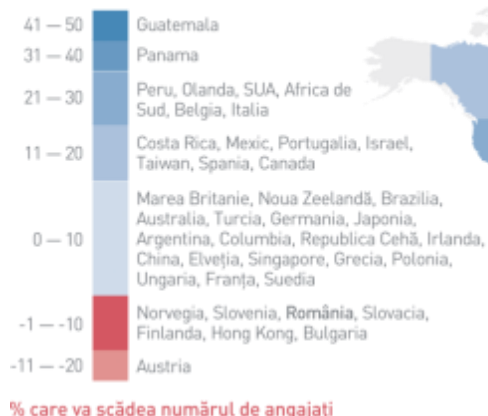 41 — 50 Guatemala
31 — 40 Panama
21 — 30 Peru, Olanda, SUA, Africa de
Sud, Belgia, Italia
11 — 20 Costa Rica, Mexic, Portugalia, Israel,
Taiwan, Spania, Canada
0 — 10 Marea Britanie, Noua Zeelandă, Brazilia,
Australia, Turcia, Germania, Japonia,
Argentina, Columbia, Republica Cehă, Irlanda,
China, Elveția, Singapore, Grecia, Polonia,
Ungaria, Franța, Suedia
-1 — -10 Norvegia, Slovenia, România, Slovacia,
Finlanda, Hong Kong, Bulgaria
-11 — -20 Austria
% care va scădea numărul de angajați